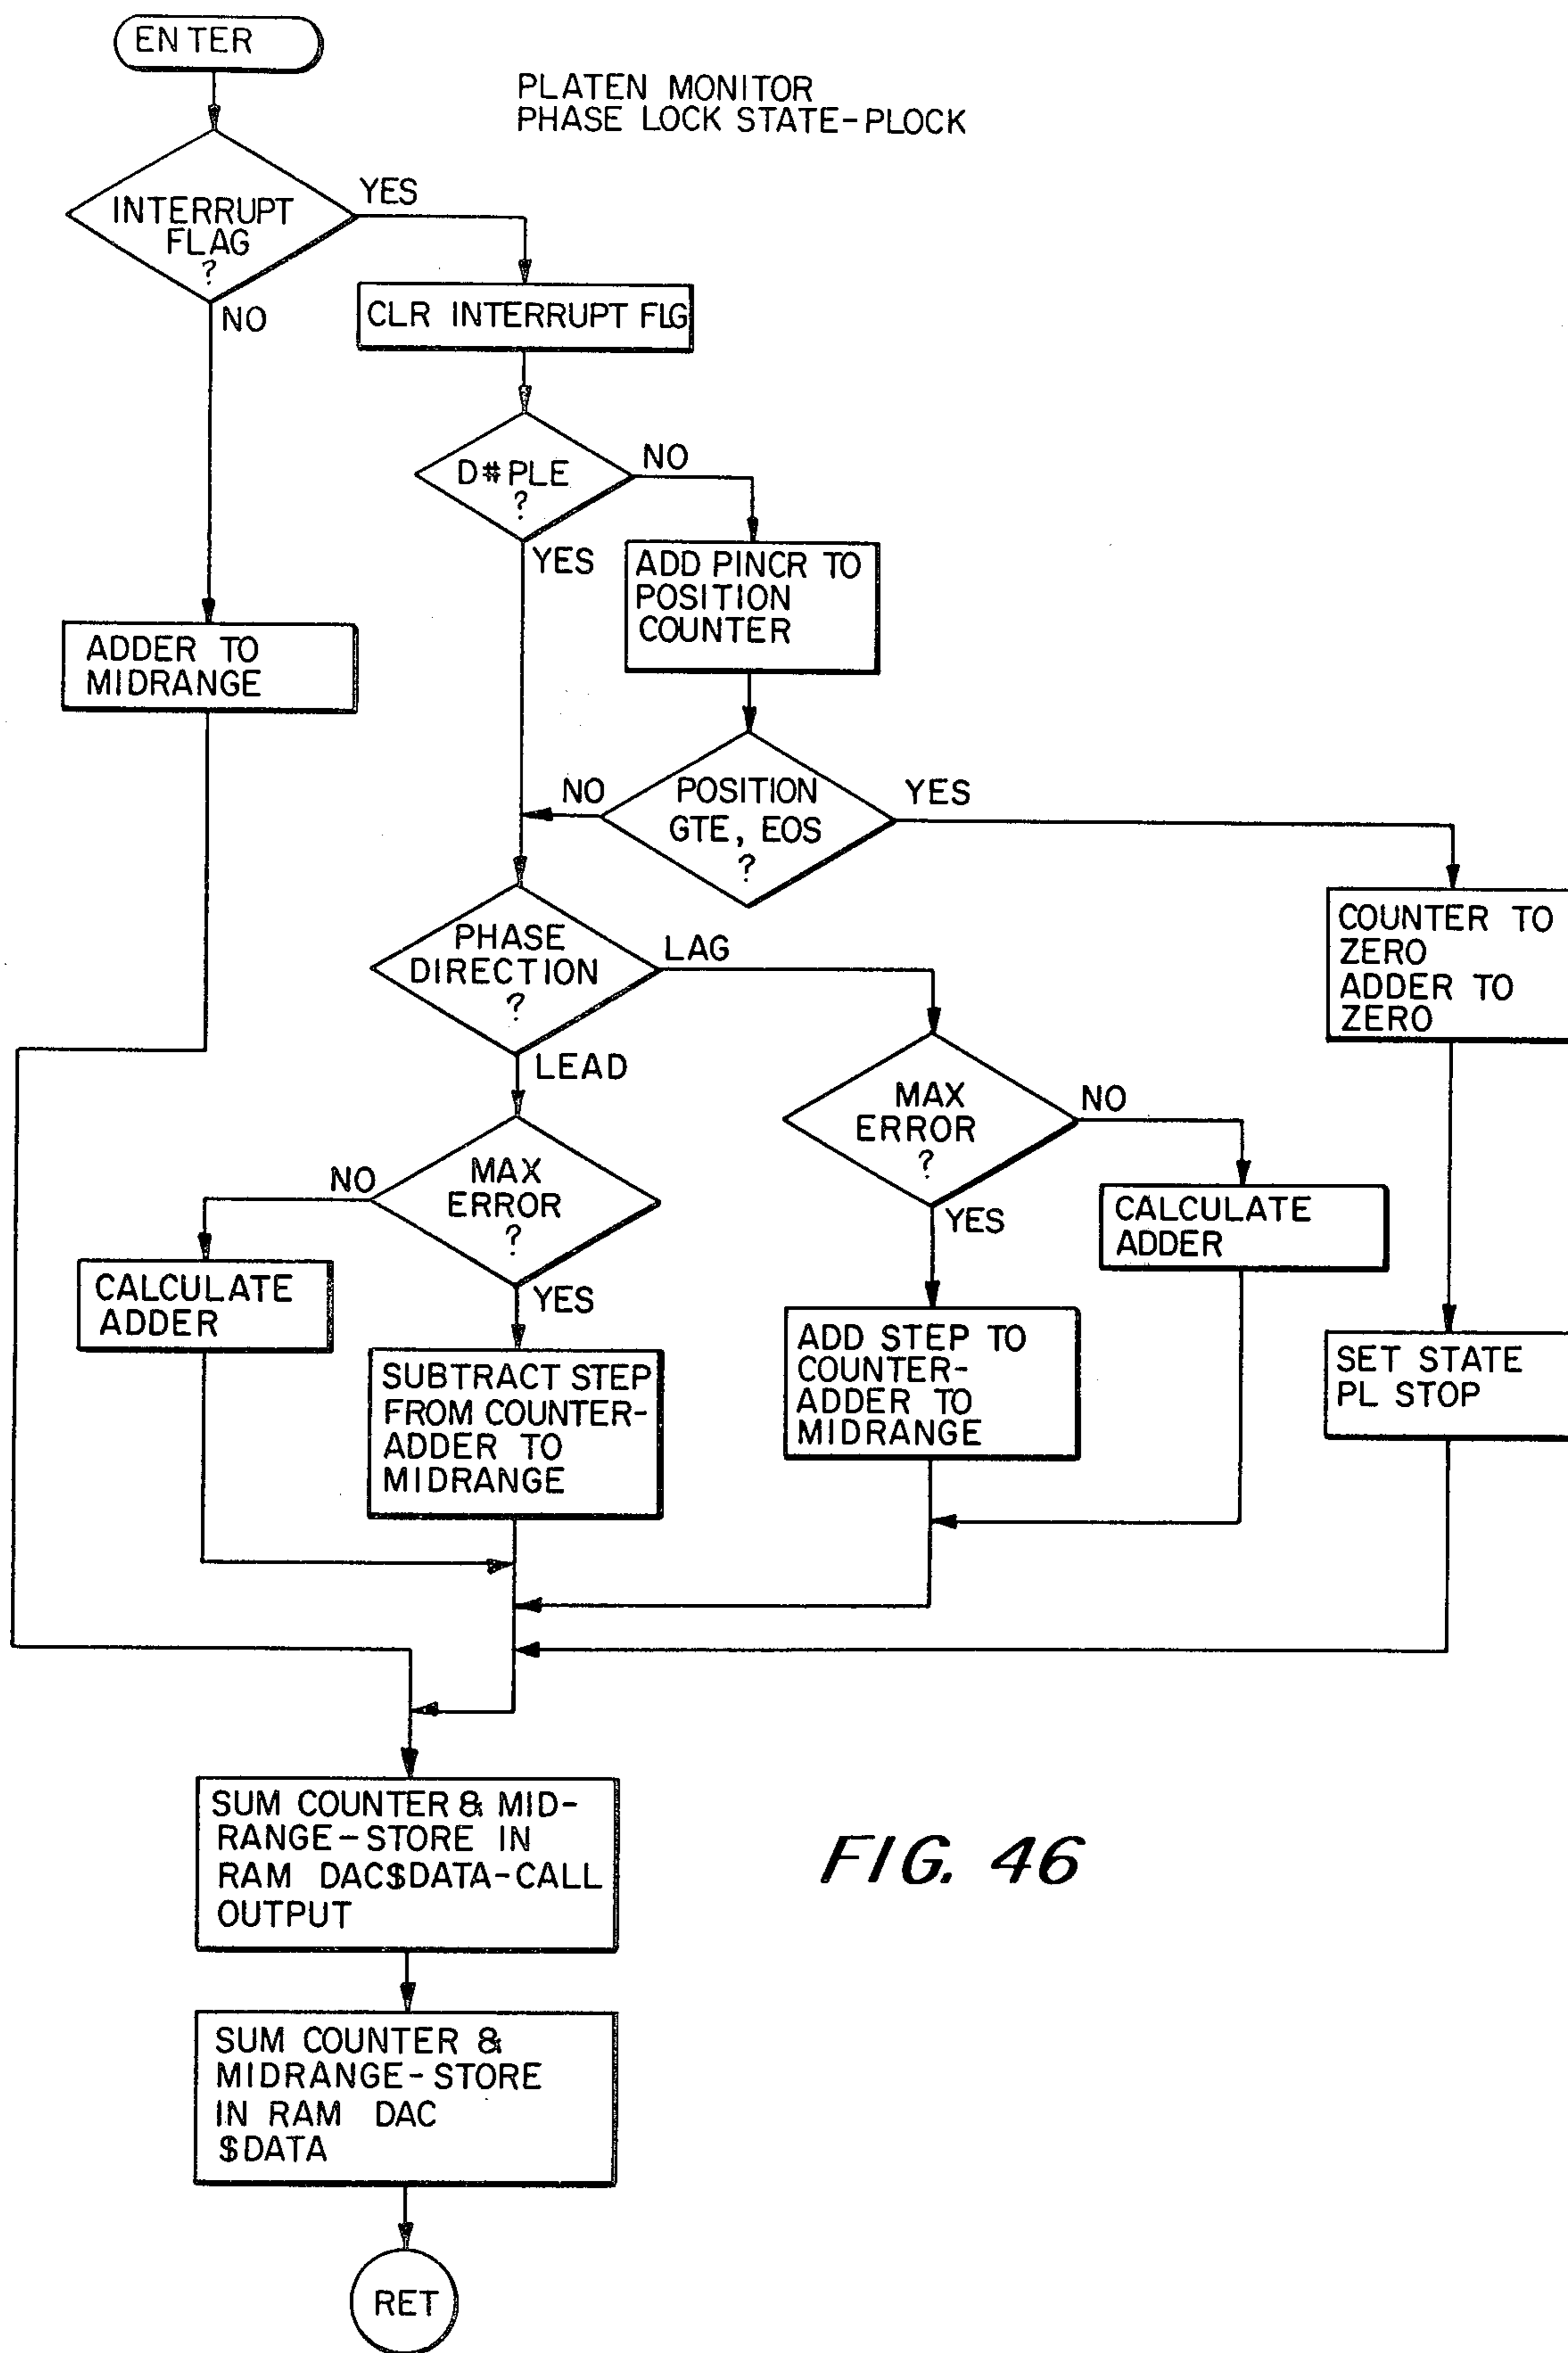 ENTER
PLATEN MONITOR
PHASE LOCK STATE-PLOCK
INTERRUPT
FLAG
?
YES
NO
CLR INTERRUPT FLG
D#PLE
?
NO
YES
ADD PINCR TO
POSITION
COUNTER
ADDER TO
MIDRANGE
POSITION
GTE, EOS
?
NO
YES
COUNTER TO
ZERO
ADDER TO
ZERO
PHASE
DIRECTION
?
LAG
LEAD
MAX
ERROR
?
NO
YES
CALCULATE
ADDER
MAX
ERROR
?
NO
YES
CALCULATE
ADDER
SUBTRACT STEP
FROM COUNTER-
ADDER TO
MIDRANGE
ADD STEP TO
COUNTER-
ADDER TO
MIDRANGE
SET STATE
PL STOP
SUM COUNTER & MID-
RANGE-STORE IN
RAM DAC$DATA-CALL
OUTPUT
FIG. 46
SUM COUNTER &
MIDRANGE-STORE
IN RAM DAC
$DATA
RET